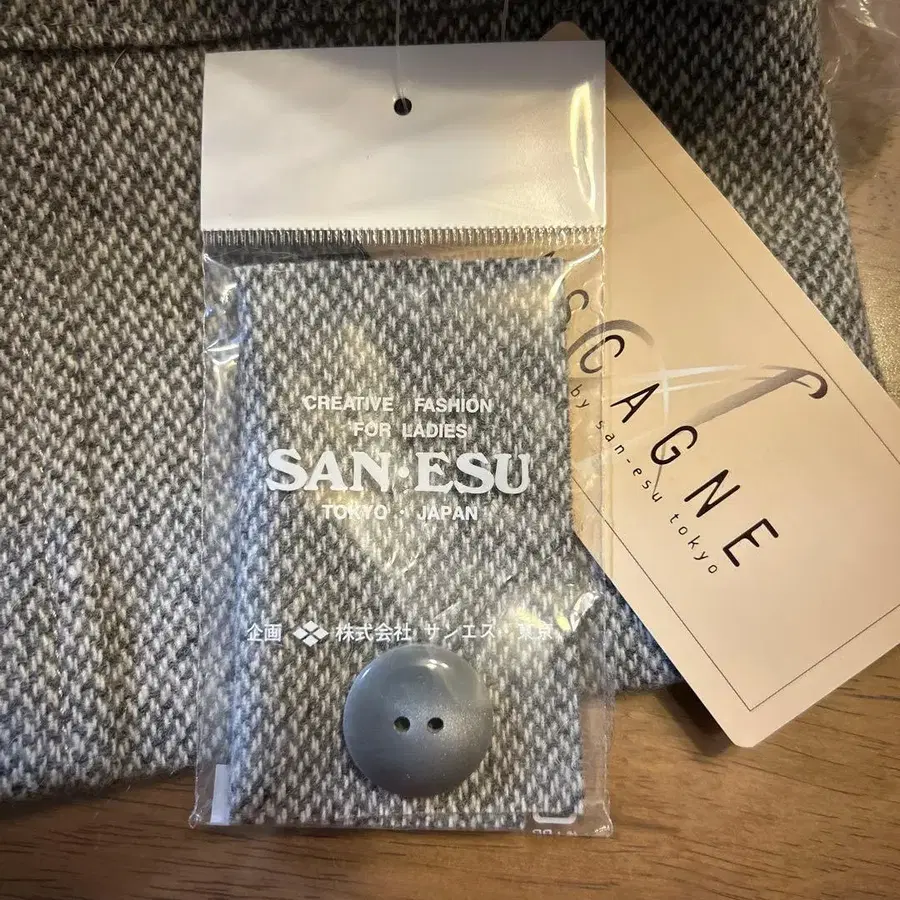 CREATIVE FASHION
FOR LADIES
SAN·ESU
TOKYO · JAPAN
企画 株式会社 サンエス 東京
CAGNE
by san-esu tokyo